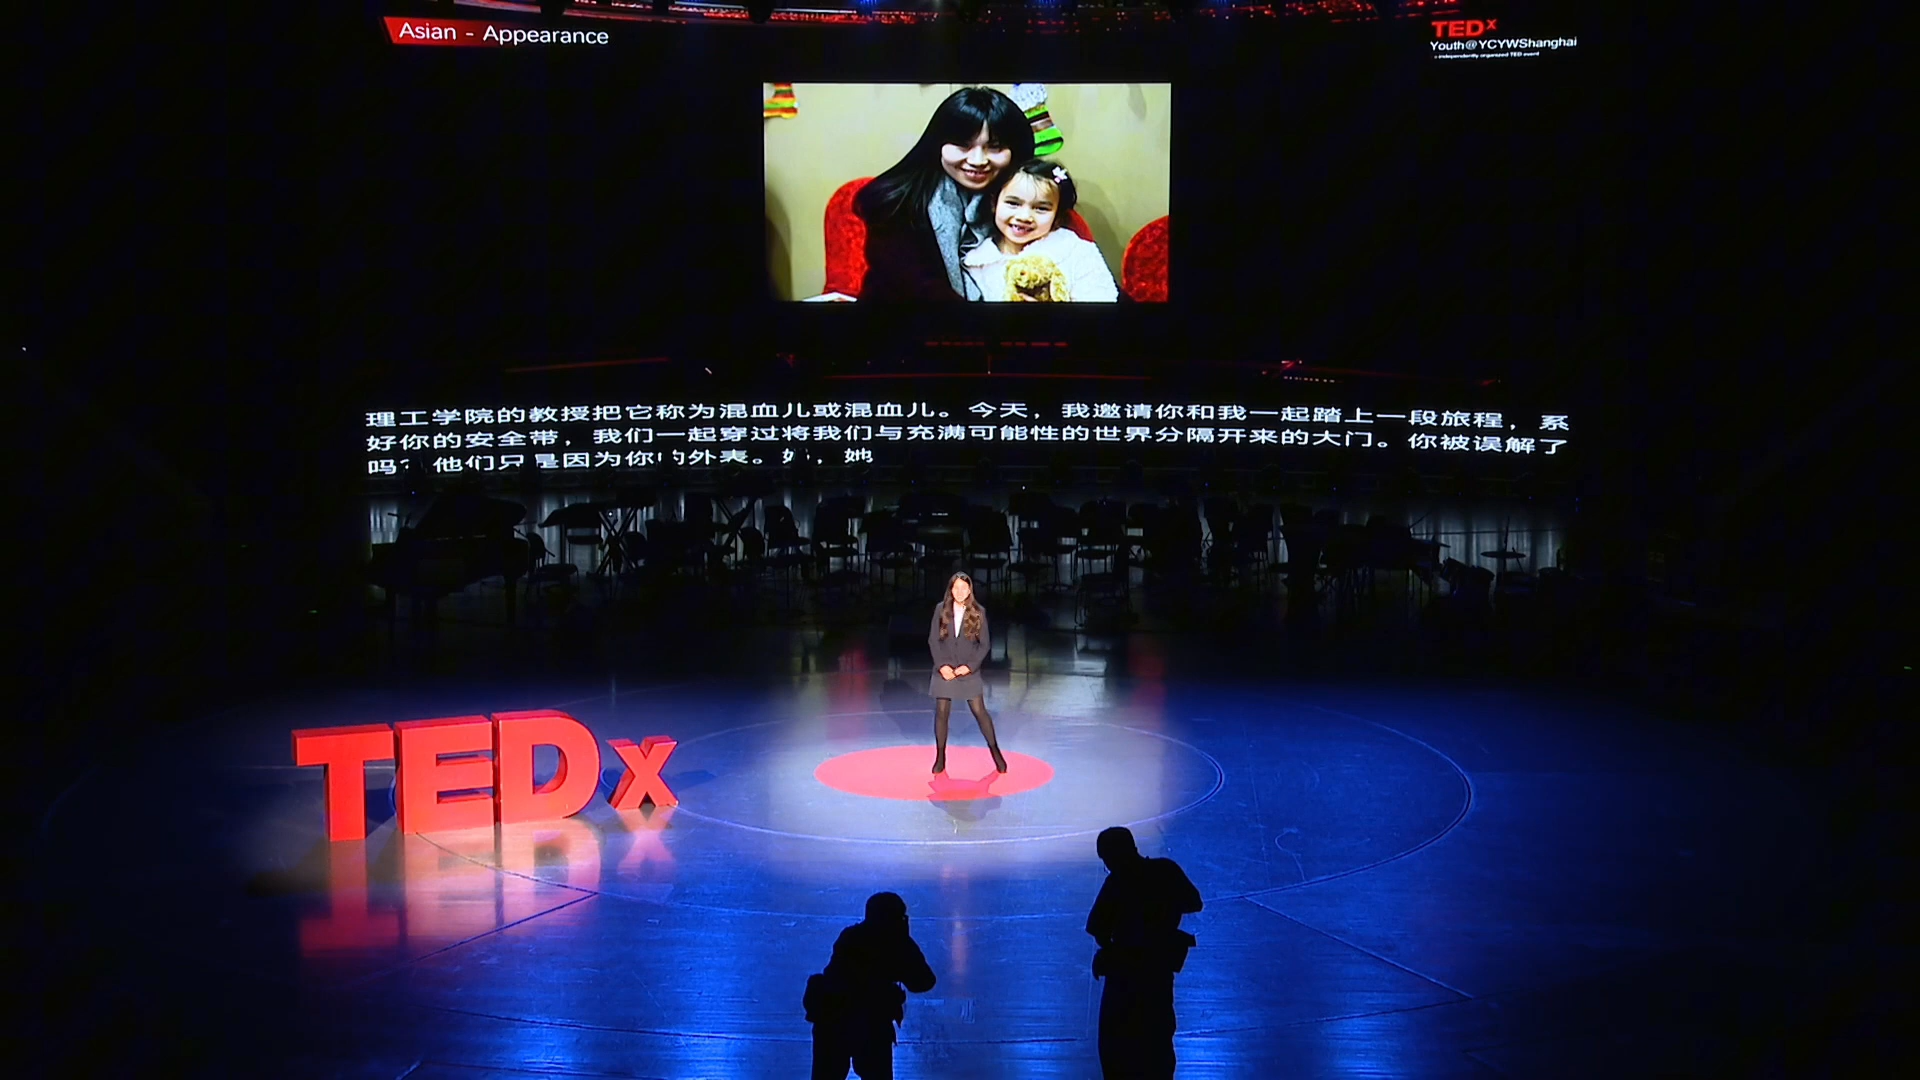 Asian - Appearance
TEDx
Youth@YCYWShanghai
理工学院的教授把它称为混血儿或混血儿。今天，我邀请你和我一起踏上一段旅程，系
好你的安全带，我们一起穿过将我们与充满可能性的世界分隔开来的大门。你被误解了
吗？他们只是因为你的外表。她，她
TEDx